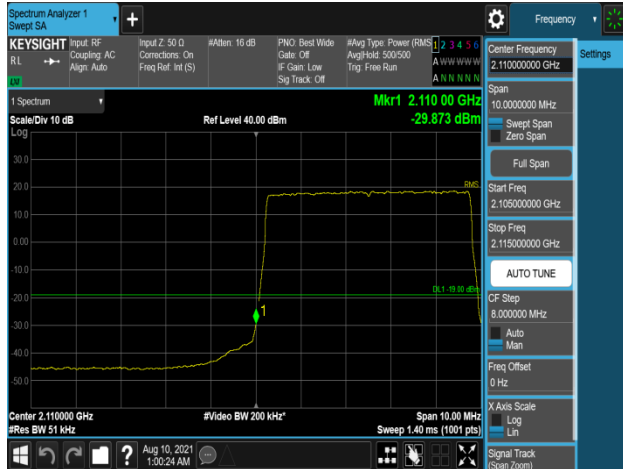 Spectrum Analyzer 1
Swept SA
Frequency
KEYSIGHT
RL
Input: RF
Coupling: AC
Align: Auto
Input Z: 50 Ω
Corrections: On
Freq Ref: Int (S)
#Atten: 16 dB
PNO: Best Wide
Gate: Off
IF Gain: Low
Sig Track: Off
#Avg Type: Power (RMS
Avg|Hold: 500/500
Trig: Free Run
1 2 3 4 5 6
A W W W W W
A N N N N N
1 Spectrum
Scale/Div 10 dB
Log
Ref Level 40.00 dBm
Mkr1 2.110 00 GHz
-29.873 dBm
30.0
20.0
10.0
0.00
-10.0
-20.0
-30.0
-40.0
-50.0
RMS
DL1 -19.00 dBm
1
Center 2.110000 GHz
#Res BW 51 kHz
#Video BW 200 kHz*
Span 10.00 MHz
Sweep 1.40 ms (1001 pts)
Aug 10, 2021
1:00:24 AM
Settings
Center Frequency
2.110000000 GHz
Span
10.0000000 MHz
Swept Span
Zero Span
Full Span
Start Freq
2.105000000 GHz
Stop Freq
2.115000000 GHz
AUTO TUNE
CF Step
8.000000 MHz
Auto
Man
Freq Offset
0 Hz
X Axis Scale
Log
Lin
Signal Track
(Span Zoom)